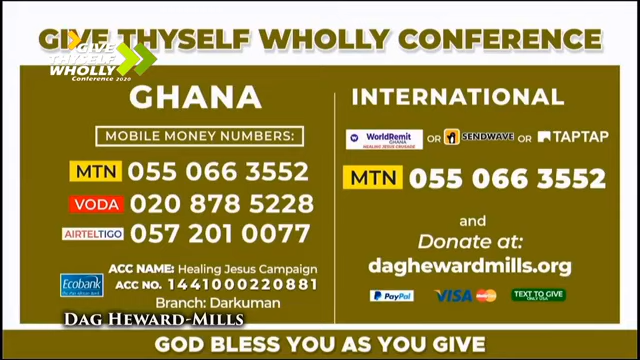 GIVE THYSELF WHOLLY CONFERENCE
GIVE
THYSELF
WHOLLY
Conference 2020
GHANA
MOBILE MONEY NUMBERS:
MTN 055 066 3552
VODA 020 878 5228
AIRTELTIGO 057 201 0077
Ecobank
ACC NAME: Healing Jesus Campaign
ACC NO. 1441000220881
Branch: Darkuman
INTERNATIONAL
WorldRemit
GHANA
HEALING JESUS CRUSADE
OR SENDWAVE OR TAPTAP
MTN 055 066 3552
and
Donate at:
daghewardmills.org
PayPal VISA MasterCard TEXT TO GIVE
ONLY USA
DAG HEWARD-MILLS
GOD BLESS YOU AS YOU GIVE